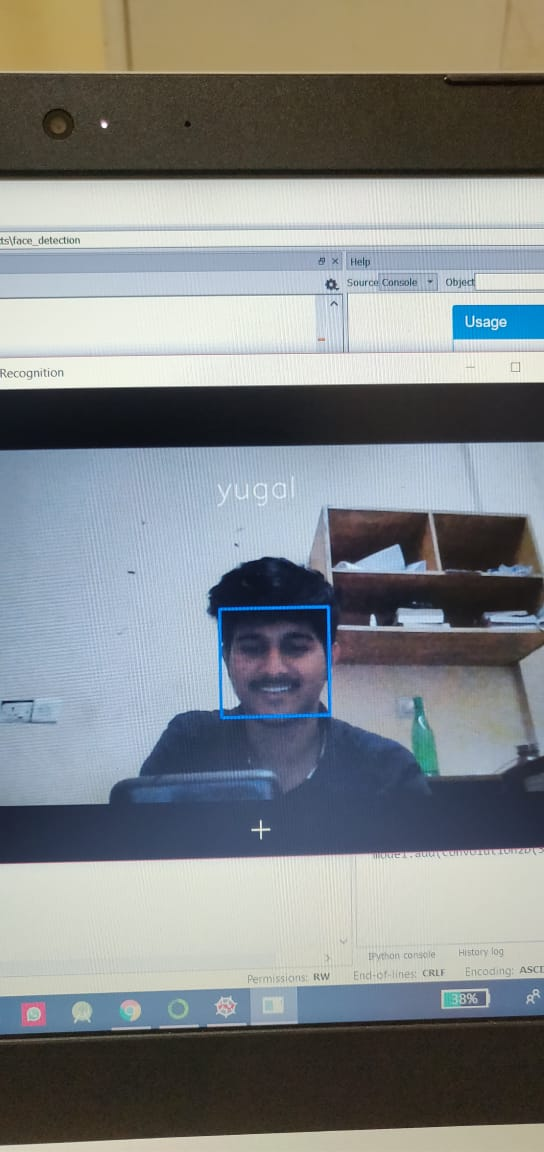 ts\face_detection
Help
Source Console Object
Usage
Recognition
yugal
IPython console History log
Permissions: RW End-of-lines: CRLF Encoding: ASCI
38%